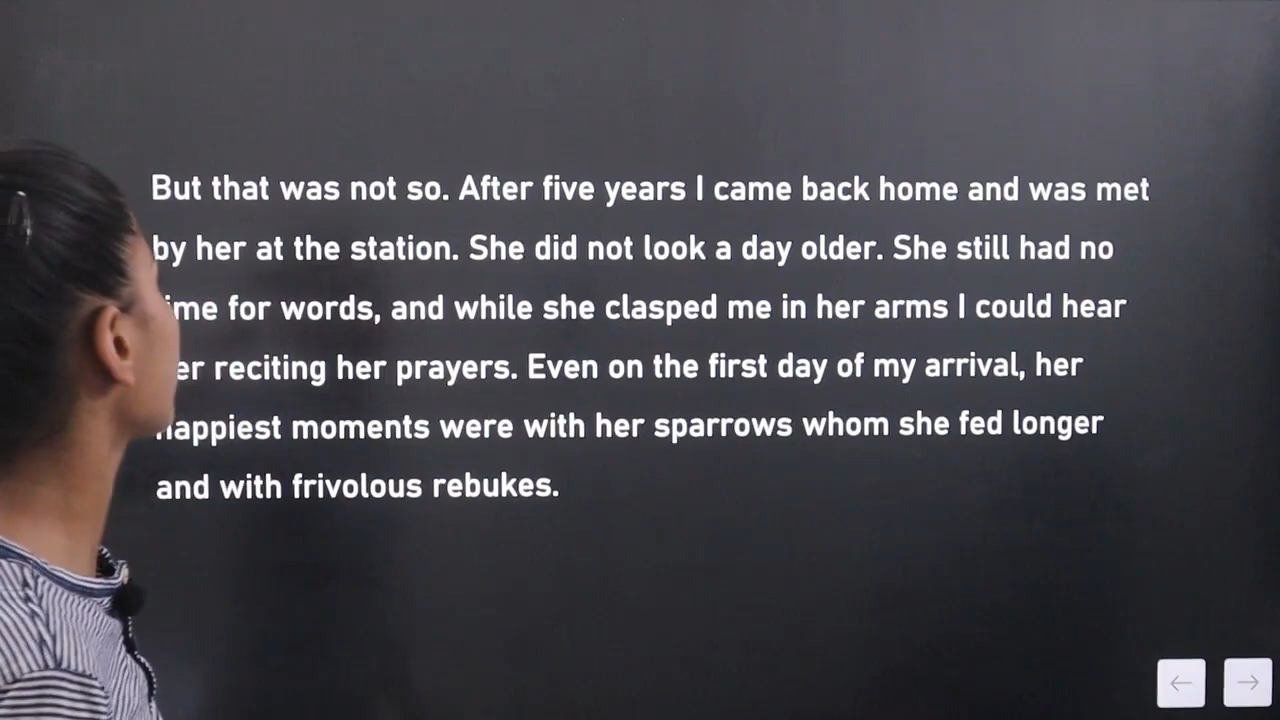 But that was not so. After five years I came back home and was met
by her at the station. She did not look a day older. She still had no
time for words, and while she clasped me in her arms I could hear
her reciting her prayers. Even on the first day of my arrival, her
happiest moments were with her sparrows whom she fed longer
and with frivolous rebukes.